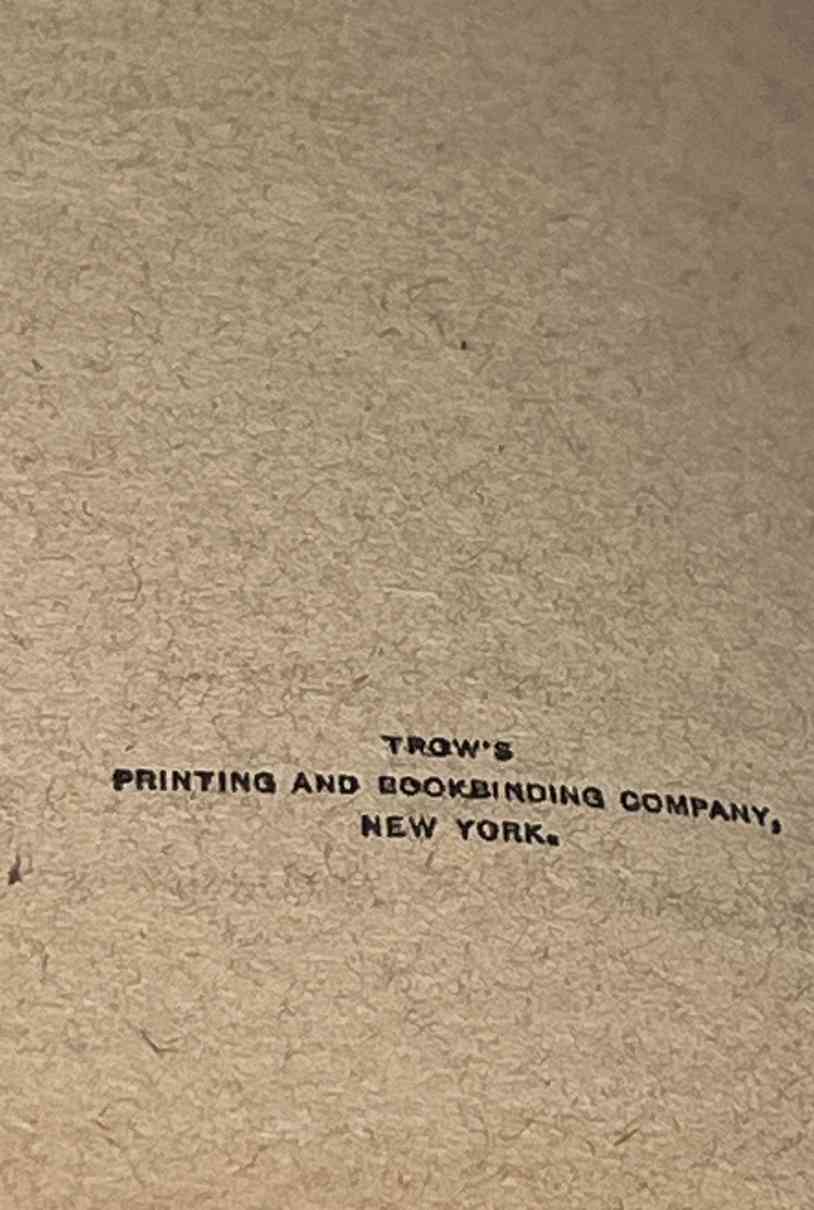 TROW'S
PRINTING AND BOOKBINDING COMPANY,
NEW YORK.